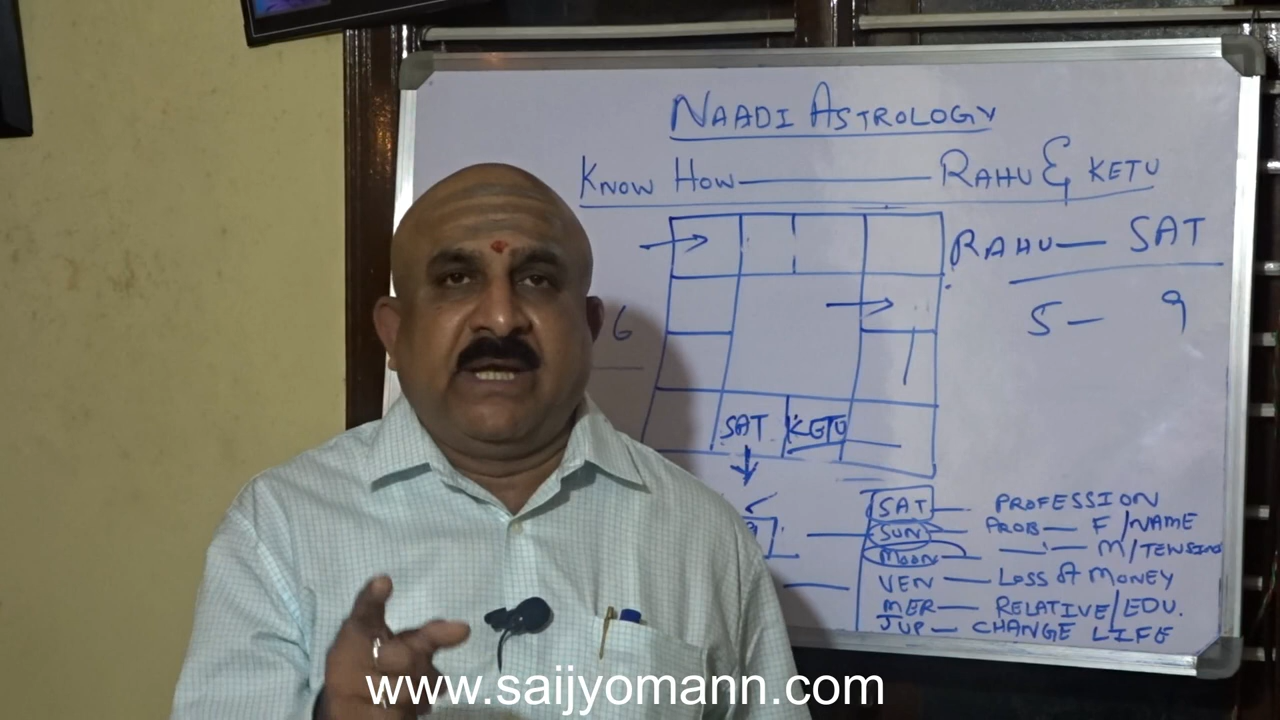 NAADI ASTROLOGY
KNOW HOW — RAHU & KETU
RAHU — SAT
5 — 9
6
SAT KETU
SAT — PROFESSION
SUN — PROB — F/NAME
MOON — " — M/TENSION
VEN — LOSS OF MONEY
MER — RELATIVE/EDU.
JUP — CHANGE LIFE
www.saijyomann.com